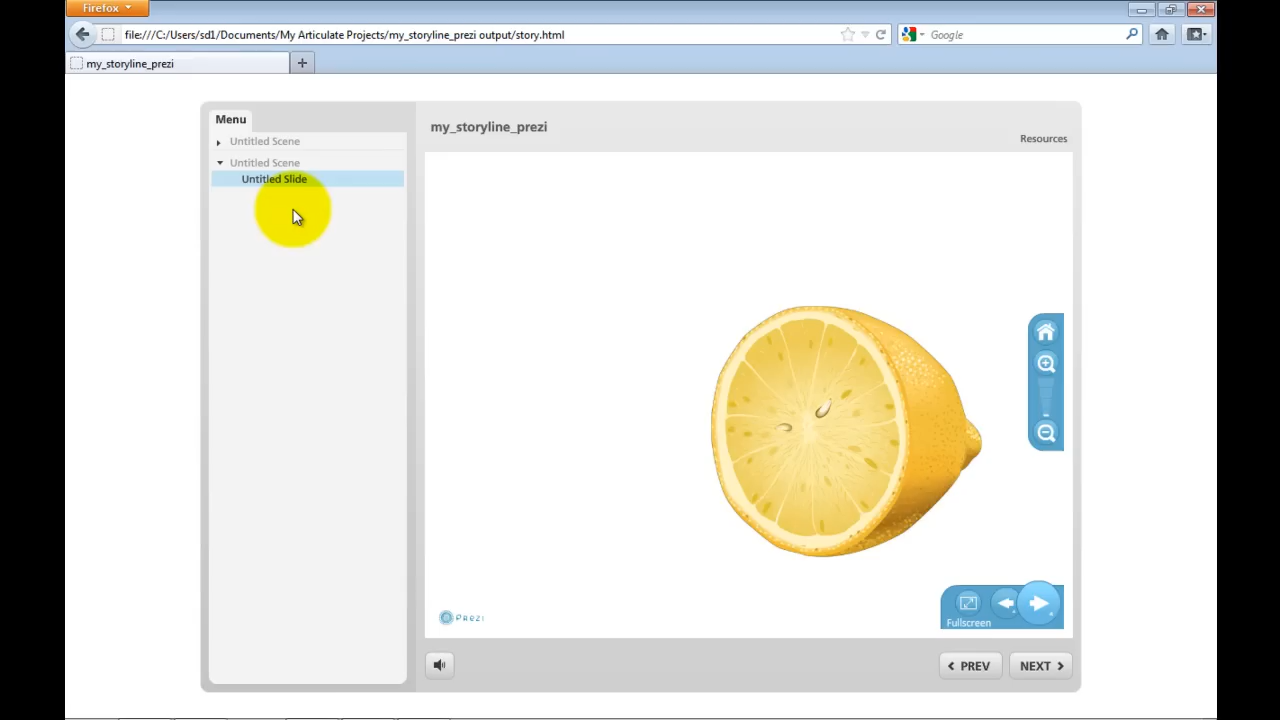 Firefox
file:///C:/Users/sd1/Documents/My Articulate Projects/my_storyline_prezi output/story.html
Google
my_storyline_prezi
Menu
my_storyline_prezi
Resources
Untitled Scene
Untitled Scene
Untitled Slide
Prezi
Fullscreen
PREV
NEXT